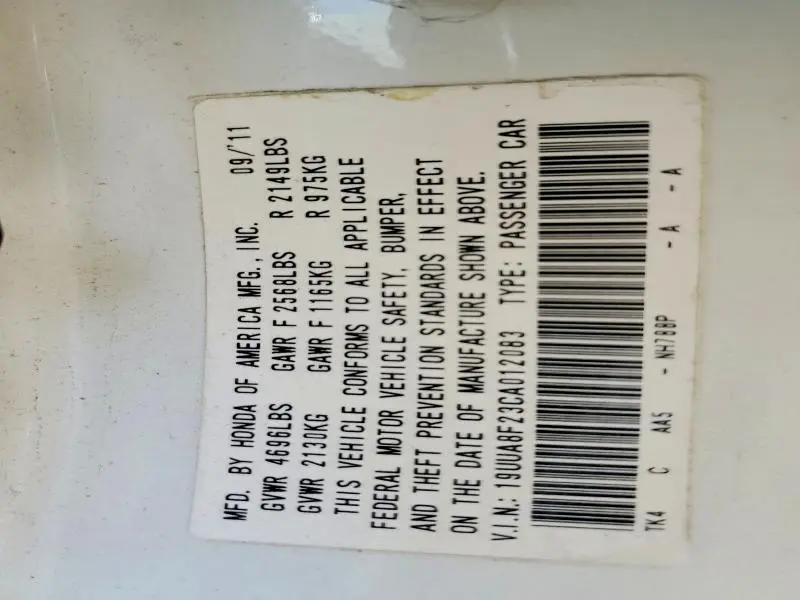 MFD. BY HONDA OF AMERICA MFG., INC. 09/'11
GVWR 4696LBS GAWR F 2568LBS R 2149LBS
GVWR 2130KG GAWR F 1165KG R 975KG
THIS VEHICLE CONFORMS TO ALL APPLICABLE
FEDERAL MOTOR VEHICLE SAFETY, BUMPER,
AND THEFT PREVENTION STANDARDS IN EFFECT
ON THE DATE OF MANUFACTURE SHOWN ABOVE.
V.I.N.: 19UUA8F23CA012083 TYPE: PASSENGER CAR
TK4 C AA5 - NH788P - A - A